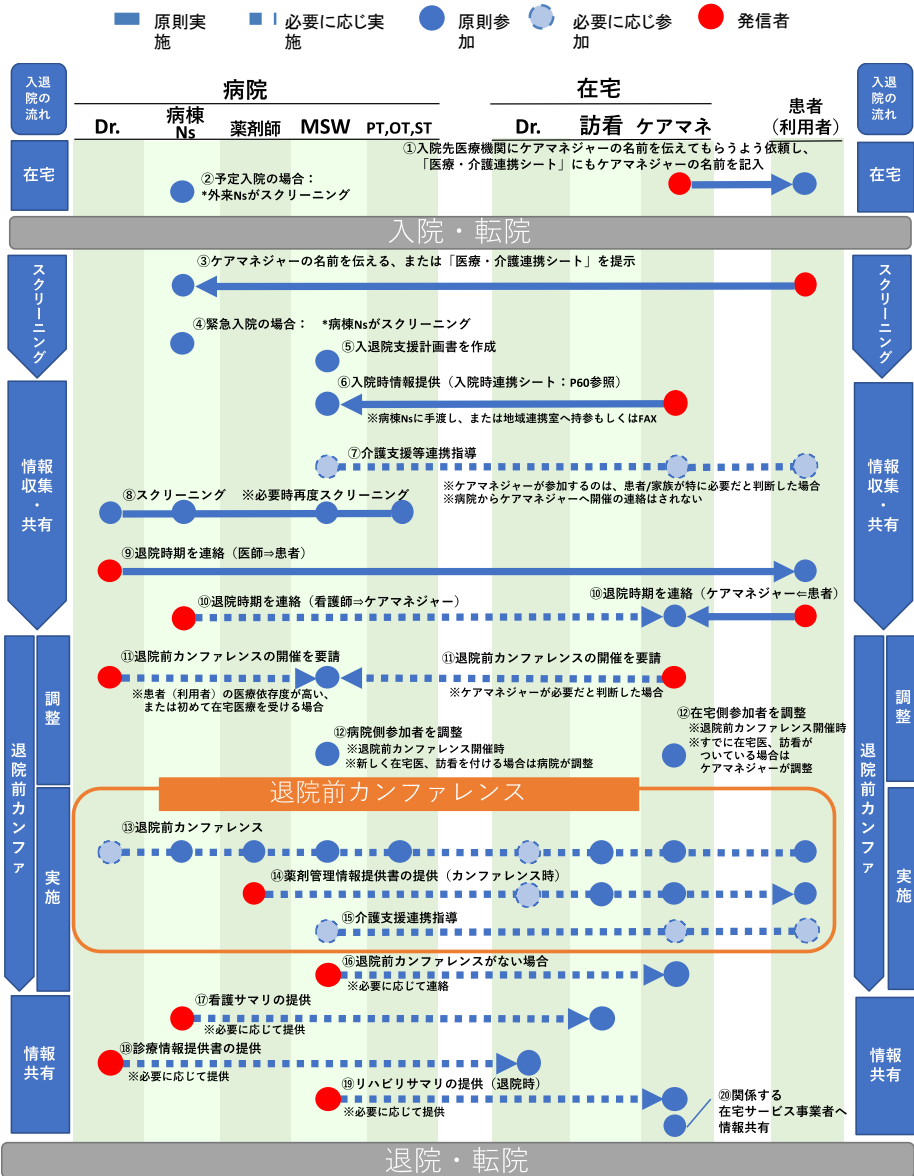 原則実施
必要に応じ実施
原則参加
必要に応じ参加
発信者
入退院の流れ
病院
在宅
患者（利用者）
入退院の流れ
Dr.
病棟Ns
薬剤師
MSW
PT,OT,ST
Dr.
訪看
ケアマネ
在宅
①入院先医療機関にケアマネジャーの名前を伝えてもらうよう依頼し、
「医療・介護連携シート」にもケアマネジャーの名前を記入
②予定入院の場合：
*外来Nsがスクリーニング
在宅
入院・転院
スクリーニング
③ケアマネジャーの名前を伝える、または「医療・介護連携シート」を提示
④緊急入院の場合：　*病棟Nsがスクリーニング
スクリーニング
⑤入退院支援計画書を作成
⑥入院時情報提供（入院時連携シート：P60参照）
※病棟Nsに手渡し、または地域連携室へ持参もしくはFAX
情報収集・共有
⑦介護支援等連携指導
※ケアマネジャーが参加するのは、患者/家族が特に必要だと判断した場合
※病院からケアマネジャーへ開催の連絡はされない
情報収集・共有
⑧スクリーニング　※必要時再度スクリーニング
⑨退院時期を連絡（医師⇒患者）
⑩退院時期を連絡（看護師⇒ケアマネジャー）
⑩退院時期を連絡（ケアマネジャー⇐患者）
退院前カンファ
調整
⑪退院前カンファレンスの開催を要請
※患者（利用者）の医療依存度が高い、
または初めて在宅医療を受ける場合
⑪退院前カンファレンスの開催を要請
※ケアマネジャーが必要だと判断した場合
調整
退院前カンファ
⑫病院側参加者を調整
※退院前カンファレンス開催時
※新しく在宅医、訪看を付ける場合は病院が調整
⑫在宅側参加者を調整
※退院前カンファレンス開催時
※すでに在宅医、訪看が
ついている場合は
ケアマネジャーが調整
退院前カンファレンス
実施
⑬退院前カンファレンス
⑭薬剤管理情報提供書の提供（カンファレンス時）
⑮介護支援連携指導
実施
⑯退院前カンファレンスがない場合
※必要に応じて連絡
情報共有
⑰看護サマリの提供
※必要に応じて提供
⑱診療情報提供書の提供
※必要に応じて提供
⑲リハビリサマリの提供（退院時）
※必要に応じて提供
⑳関係する
在宅サービス事業者へ
情報共有
情報共有
退院・転院